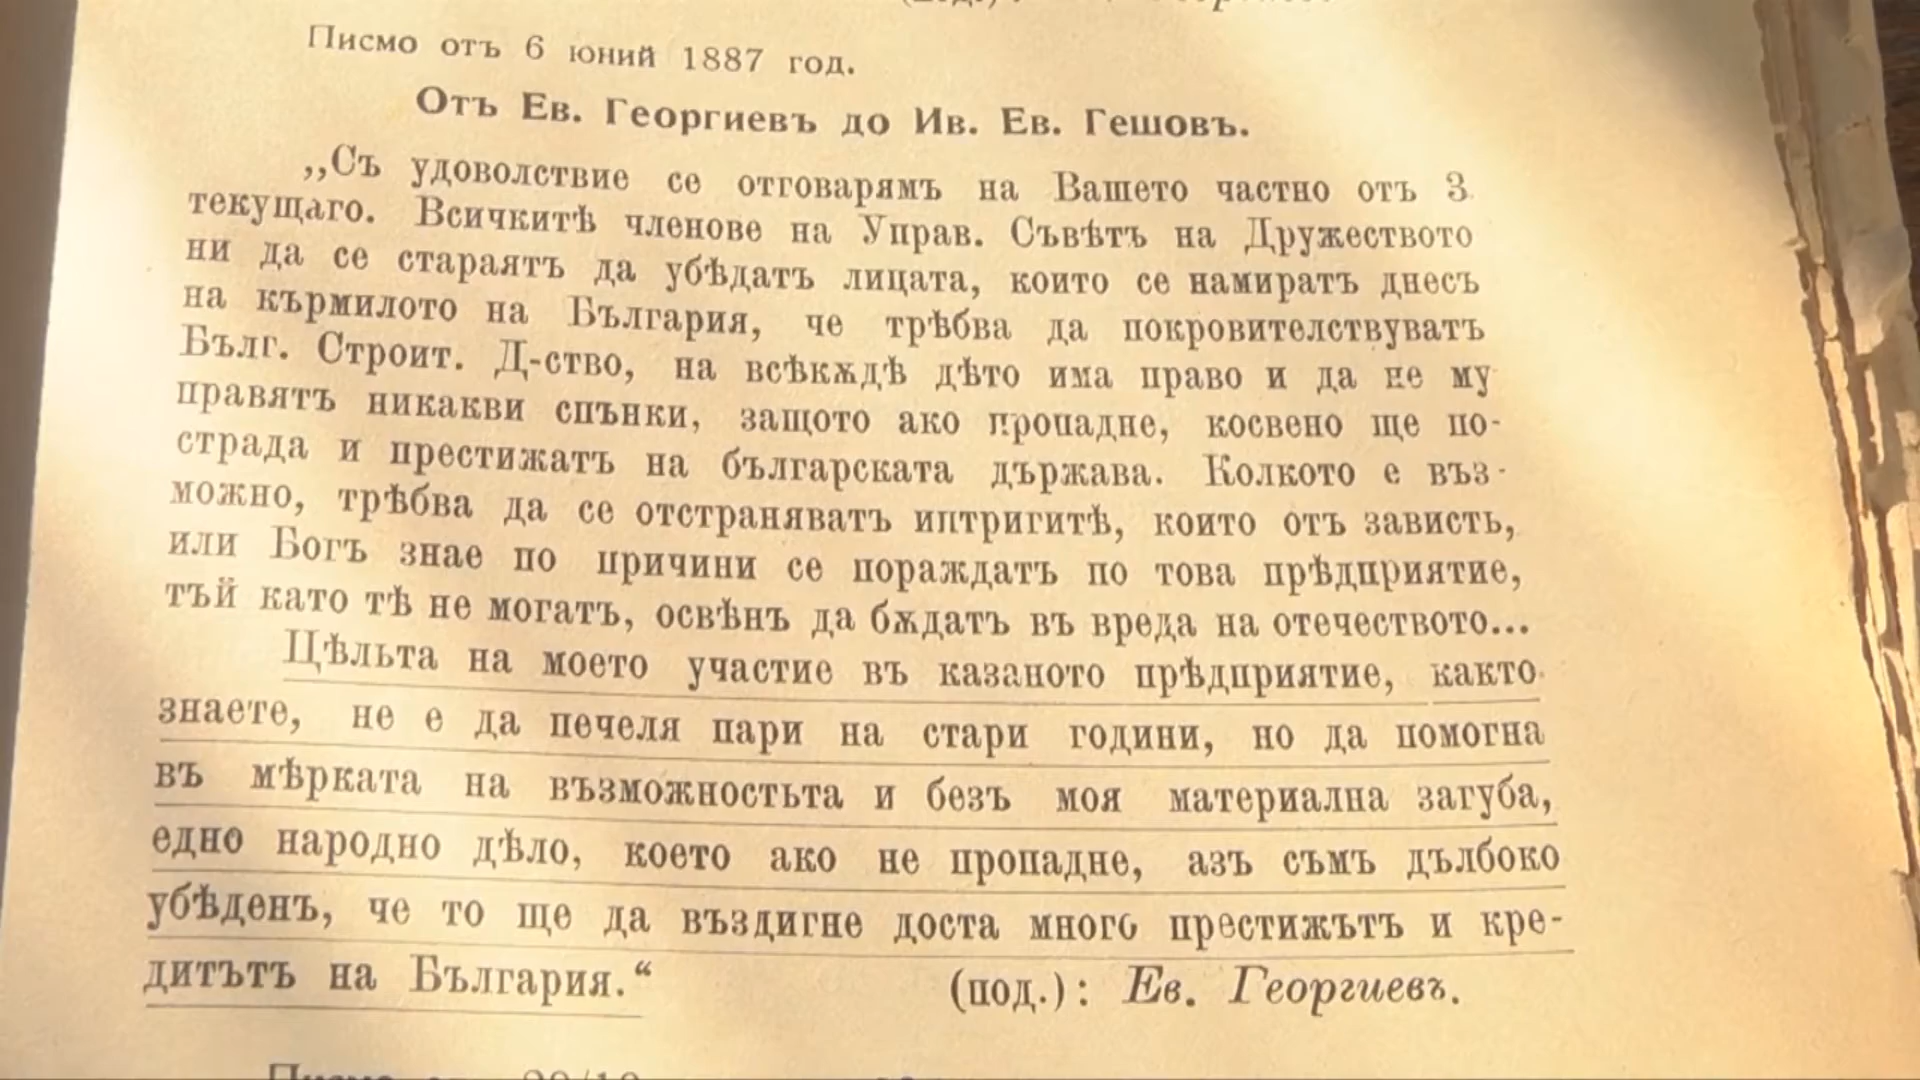 Писмо отъ 6 юний 1887 год.
Отъ Ев. Георгиевъ до Ив. Ев. Гешовъ.
„Съ удоволствие се отговарямъ на Вашето частно отъ 3
текущаго. Всичкитѣ членове на Управ. Съвѣтъ на Дружеството
ни да се стараятъ да убѣдатъ лицата, които се намиратъ днесъ
на кърмилото на България, че трѣбва да покровителствуватъ
Бълг. Строит. Д-ство, на всѣкѫдѣ дѣто има право и да не му
правятъ никакви спънки, защото ако пропадне, косвено ще по-
страда и престижатъ на българската държава. Колкото е въз-
можно, трѣбва да се отстраняватъ интригитѣ, които отъ зависть,
или Богъ знае по причини се пораждатъ по това прѣдприятие,
тъй като тѣ не могатъ, освѣнъ да бѫдатъ въ вреда на отечеството...
Цѣльта на моето участие въ казаното прѣдприятие, както
знаете, не е да печеля пари на стари години, но да помогна
въ мѣрката на възможностьта и безъ моя материална загуба,
едно народно дѣло, което ако не пропадне, азъ съмъ дълбоко
убѣденъ, че то ще да въздигне доста много престижътъ и кре-
дитътъ на България.“ (под.): Ев. Георгиевъ.